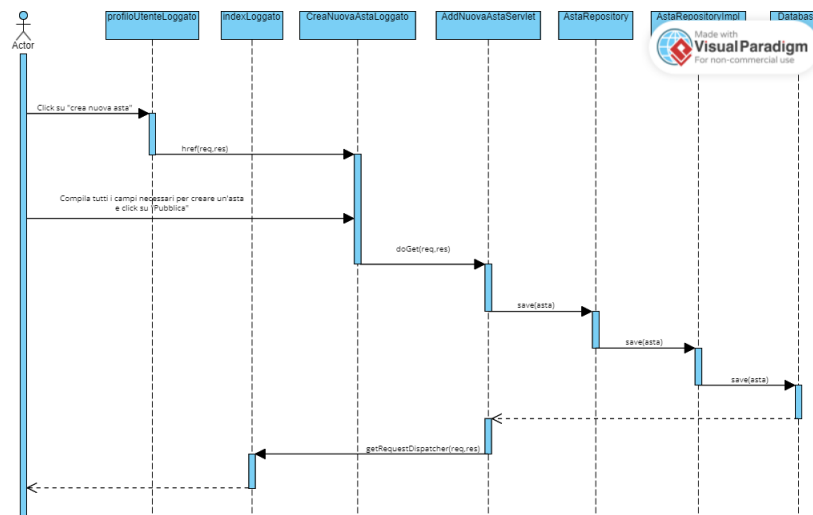 profiloUtenteLoggato
indexLoggato
CreaNuovaAstaLoggato
AddNuovaAstaServlet
AstaRepository
AstaRepositoryImpl
Databas
Made with
Visual Paradigm
For non-commercial use
Actor
Click su "crea nuova asta"
href(req,res)
Compila tutti i campi necessari per creare un'asta
e click su "Pubblica"
doGet(req,res)
save(asta)
save(asta)
save(asta)
getRequestDispatcher(req,res)